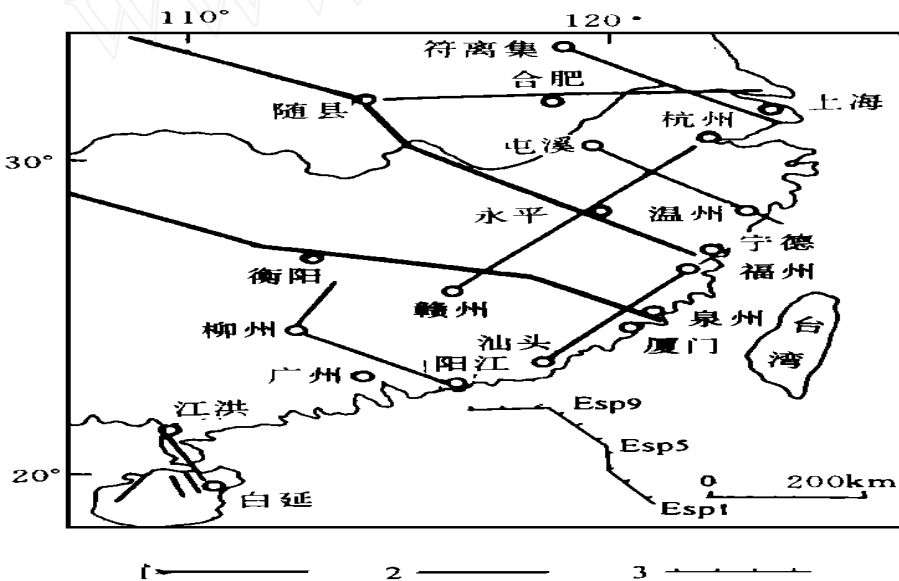 110°
120°
符离集
合肥
随县
上海
杭州
30°
屯溪
永平
温州
宁德
衡阳
福州
赣州
柳州
泉州
台湾
汕头
厦门
阳江
广州
江洪
Esp9
Esp5
20°
0 200km
白延
Esp1
1 2 3